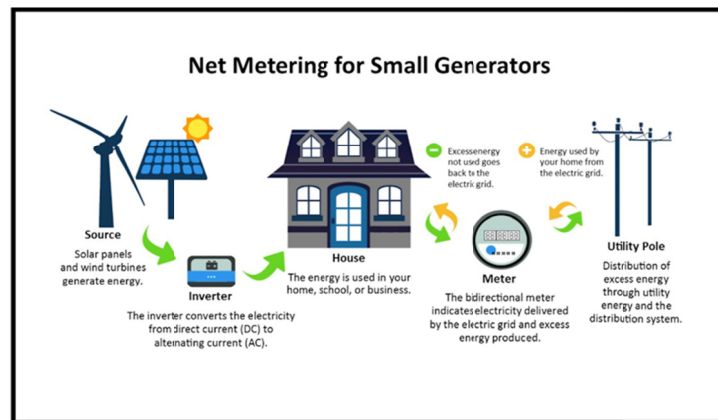 Net Metering for Small Generators
Excessenergy
not used goes
back to the
electric grid.
Energy used by
your home from
the electric grid.
Source
Solar panels
and wind turbines
generate energy.
Inverter
The inverter converts the electricity
from direct current (DC) to
alternating current (AC).
House
The energy is used in your
home, school, or business.
Meter
The bidirectional meter
indicates electricity delivered
by the electric grid and excess
energy produced.
Utility Pole
Distribution of
excess energy
through utility
energy and the
distribution system.